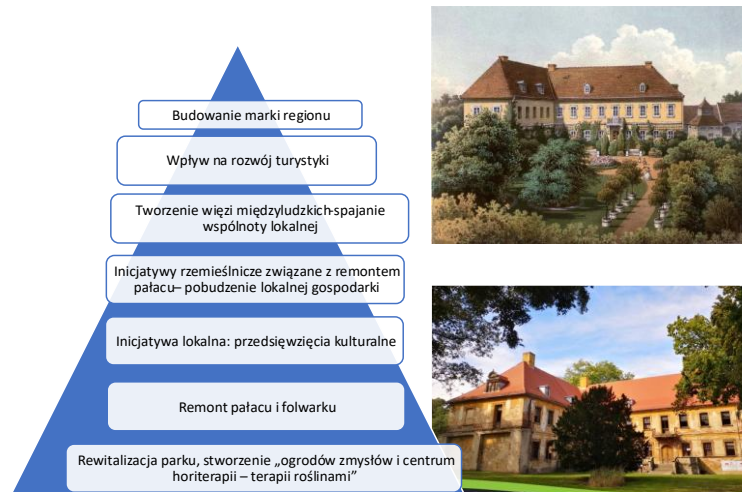 Budowanie marki regionu
Wpływ na rozwój turystyki
Tworzenie więzi międzyludzkich-spajanie
wspólnoty lokalnej
Inicjatywy rzemieślnicze związane z remontem
pałacu– pobudzenie lokalnej gospodarki
Inicjatywa lokalna: przedsięwzięcia kulturalne
Remont pałacu i folwarku
Rewitalizacja parku, stworzenie „ogrodów zmysłów i centrum
horiterapii – terapii roślinami”